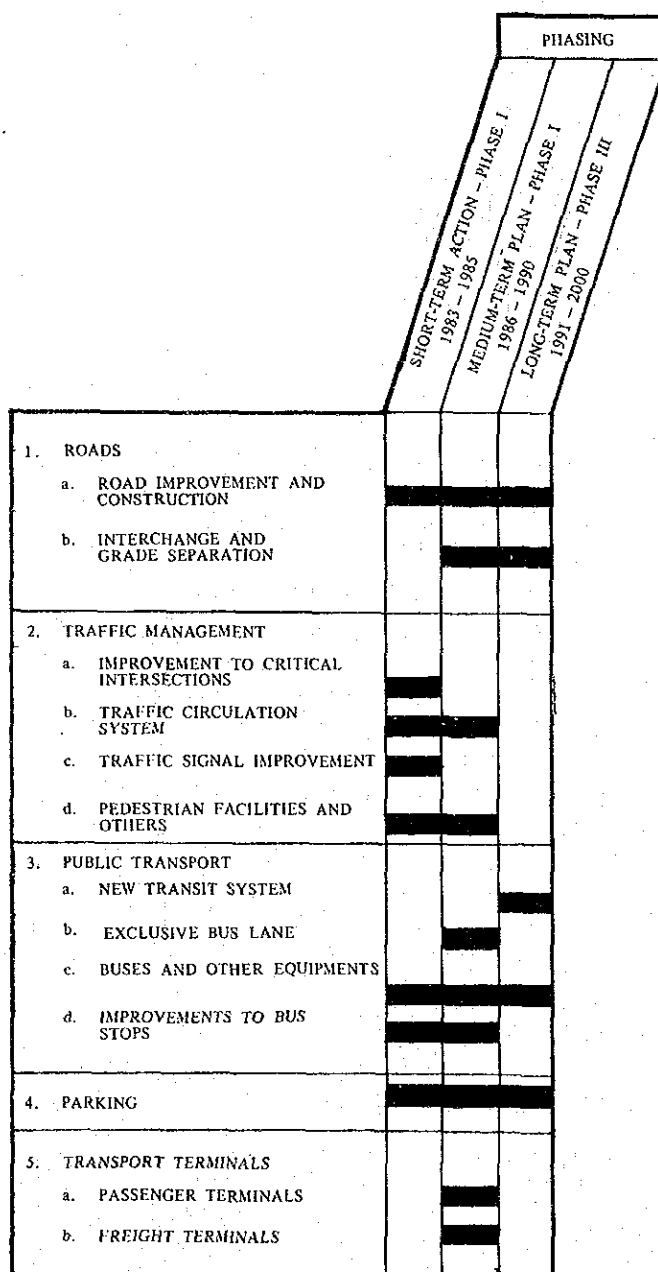 PHASING
SHORT-TERM ACTION – PHASE I
1983 – 1985
MEDIUM-TERM PLAN – PHASE I
1986 – 1990
LONG-TERM PLAN – PHASE III
1991 – 2000
1. ROADS
a. ROAD IMPROVEMENT AND
CONSTRUCTION
b. INTERCHANGE AND
GRADE SEPARATION
2. TRAFFIC MANAGEMENT
a. IMPROVEMENT TO CRITICAL
INTERSECTIONS
b. TRAFFIC CIRCULATION
SYSTEM
c. TRAFFIC SIGNAL IMPROVEMENT
d. PEDESTRIAN FACILITIES AND
OTHERS
3. PUBLIC TRANSPORT
a. NEW TRANSIT SYSTEM
b. EXCLUSIVE BUS LANE
c. BUSES AND OTHER EQUIPMENTS
d. IMPROVEMENTS TO BUS
STOPS
4. PARKING
5. TRANSPORT TERMINALS
a. PASSENGER TERMINALS
b. FREIGHT TERMINALS